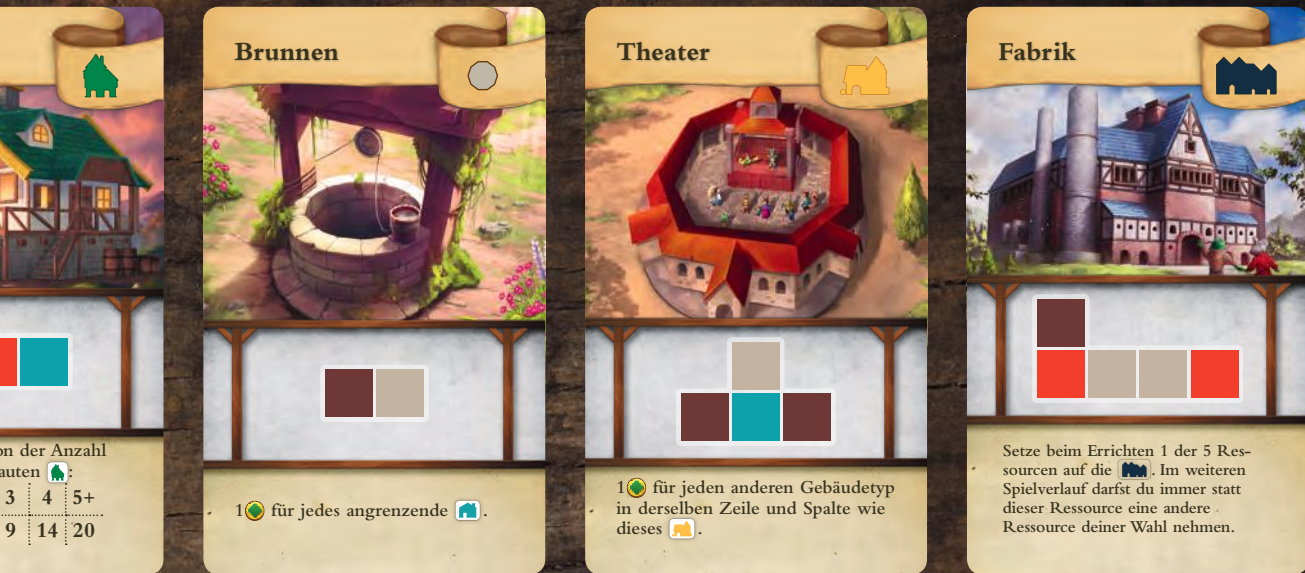 on der Anzahl
auten :
3 4 5+
9 14 20
Brunnen
1 für jedes angrenzende .
Theater
1 für jeden anderen Gebäudetyp
in derselben Zeile und Spalte wie
dieses .
Fabrik
Setze beim Errichten 1 der 5 Res-
sourcen auf die . Im weiteren
Spielverlauf darfst du immer statt
dieser Ressource eine andere
Ressource deiner Wahl nehmen.